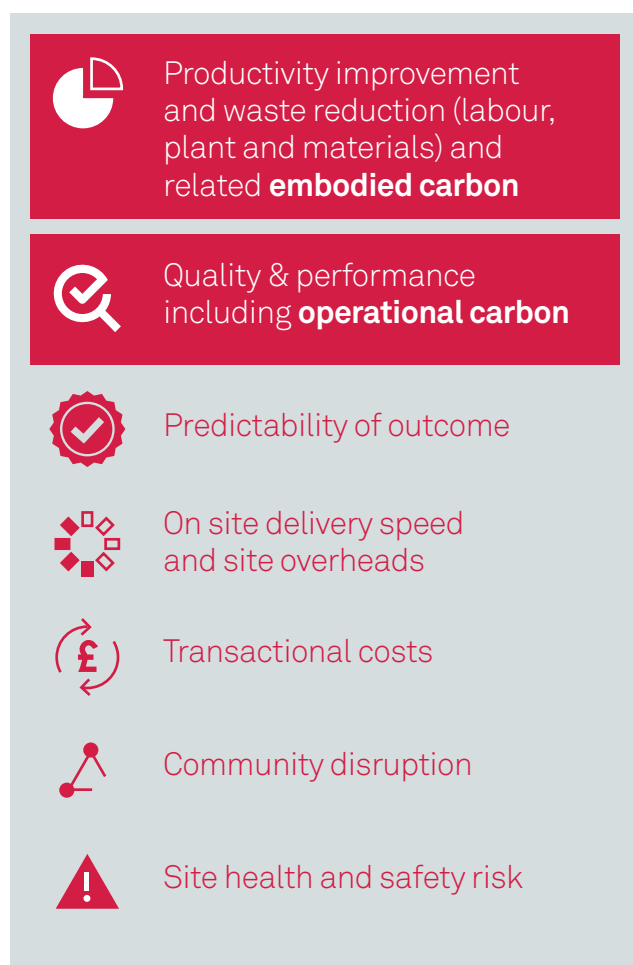 Productivity improvement
and waste reduction (labour,
plant and materials) and
related embodied carbon
Quality & performance
including operational carbon
Predictability of outcome
On site delivery speed
and site overheads
£
Transactional costs
Community disruption
!
Site health and safety risk